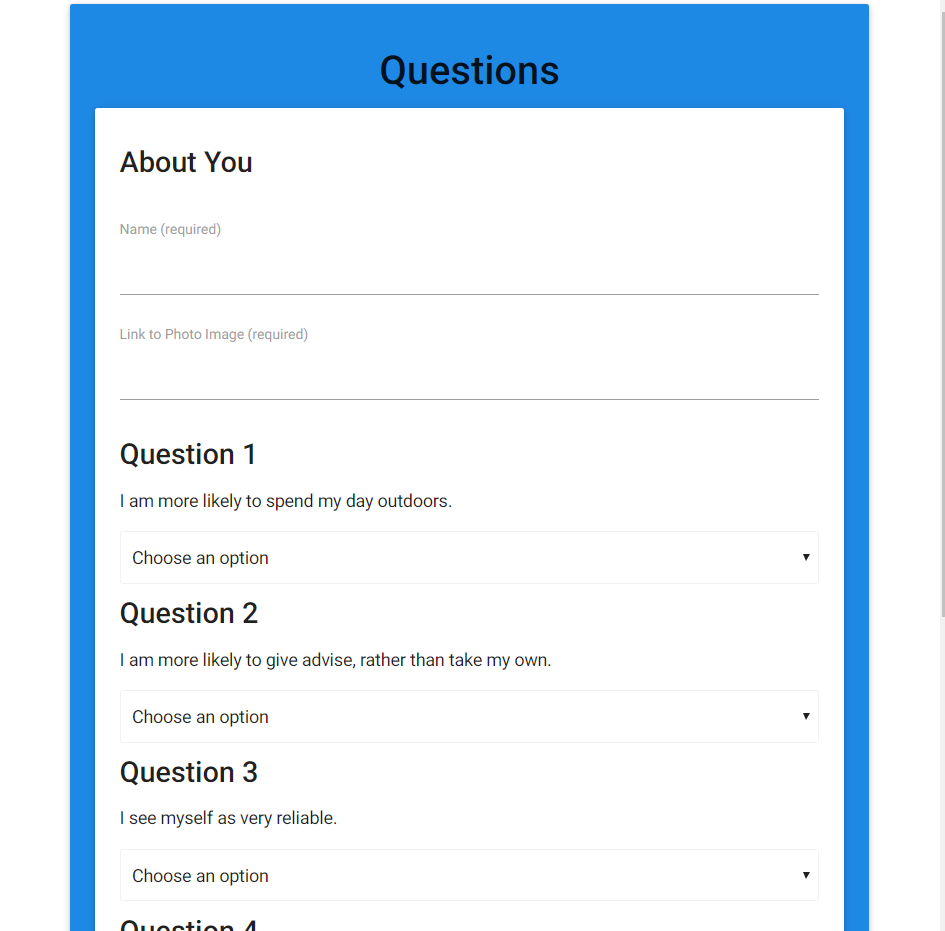 Questions
About You
Name (required)
Link to Photo Image (required)
Question 1
I am more likely to spend my day outdoors.
Choose an option
Question 2
I am more likely to give advise, rather than take my own.
Choose an option
Question 3
I see myself as very reliable.
Choose an option
Question 4